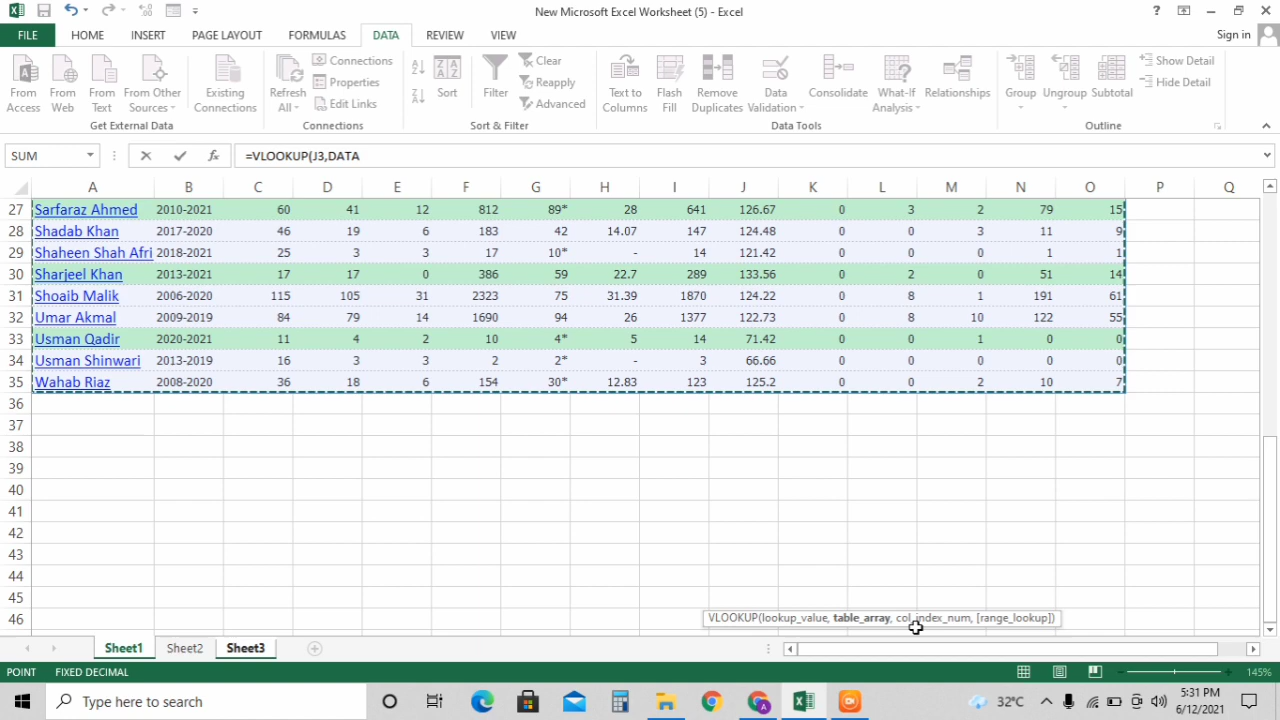 New Microsoft Excel Worksheet (5) - Excel
FILE HOME INSERT PAGE LAYOUT FORMULAS DATA REVIEW VIEW Sign in
From Access From Web From Text From Other Sources Existing Connections Refresh All Connections Properties Edit Links Sort Filter Clear Reapply Advanced Text to Columns Flash Fill Remove Duplicates Data Validation Consolidate What-If Analysis Relationships Group Ungroup Subtotal Show Detail Hide Detail
Get External Data Connections Sort & Filter Data Tools Outline
SUM =VLOOKUP(J3,DATA
A B C D E F G H I J K L M N O P Q
27 Sarfaraz Ahmed 2010-2021 60 41 12 812 89* 28 641 126.67 0 3 2 79 15
28 Shadab Khan 2017-2020 46 19 6 183 42 14.07 147 124.48 0 0 3 11 9
29 Shaheen Shah Afri 2018-2021 25 3 3 17 10* - 14 121.42 0 0 0 1 1
30 Sharjeel Khan 2013-2021 17 17 0 386 59 22.7 289 133.56 0 2 0 51 14
31 Shoaib Malik 2006-2020 115 105 31 2323 75 31.39 1870 124.22 0 8 1 191 61
32 Umar Akmal 2009-2019 84 79 14 1690 94 26 1377 122.73 0 8 10 122 55
33 Usman Qadir 2020-2021 11 4 2 10 4* 5 14 71.42 0 0 1 0 0
34 Usman Shinwari 2013-2019 16 3 3 2 2* - 3 66.66 0 0 0 0 0
35 Wahab Riaz 2008-2020 36 18 6 154 30* 12.83 123 125.2 0 0 2 10 7
36
37
38
39
40
41
42
43
44
45
46 VLOOKUP(lookup_value, table_array, col_index_num, [range_lookup])
Sheet1 Sheet2 Sheet3
POINT FIXED DECIMAL 145%
Type here to search 32°C 5:31 PM
6/12/2021